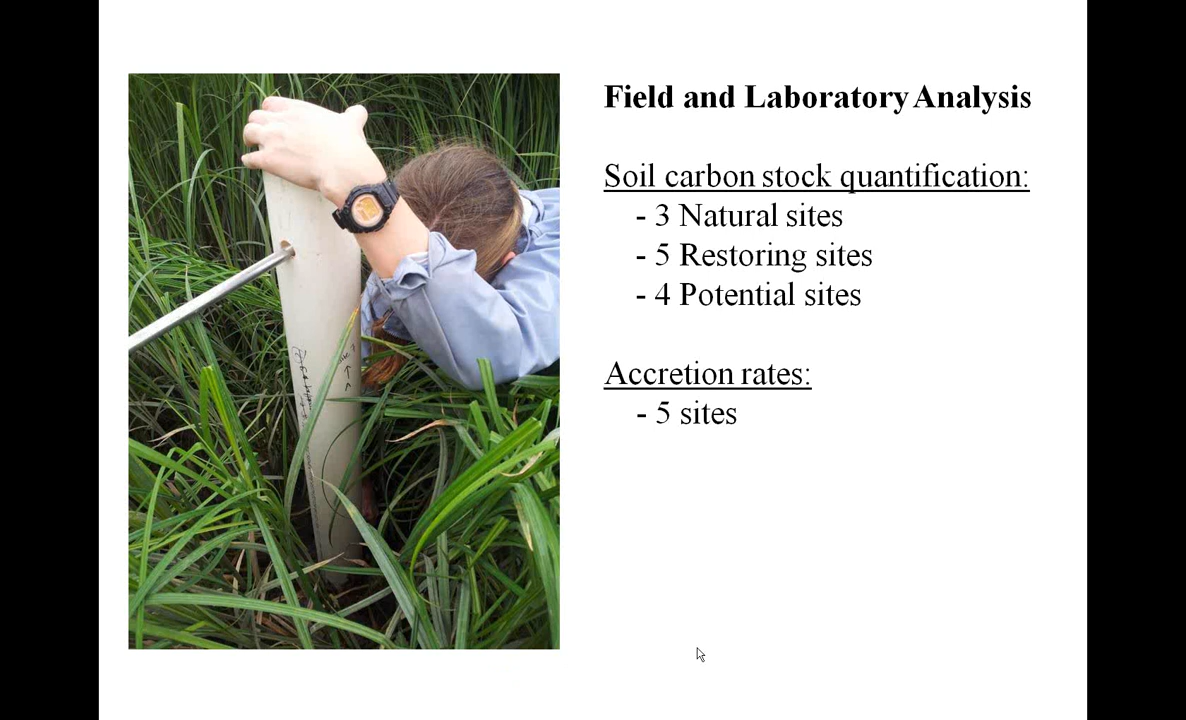 Field and Laboratory Analysis
Soil carbon stock quantification:
- 3 Natural sites
- 5 Restoring sites
- 4 Potential sites
Accretion rates:
- 5 sites